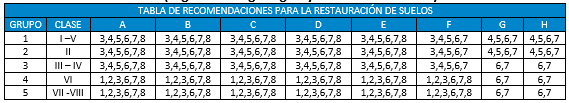 TABLA DE RECOMENDACIONES PARA LA RESTAURACIÓN DE SUELOS
GRUPO CLASE A B C D E F G H
1 I –V 3,4,5,6,7,8 3,4,5,6,7,8 3,4,5,6,7,8 3,4,5,6,7,8 3,4,5,6,7,8 3,4,5,6,7 4,5,6,7 4,5,6,7
2 II 3,4,5,6,7,8 3,4,5,6,7,8 3,4,5,6,7,8 3,4,5,6,7,8 3,4,5,6,7,8 3,4,5,6,7 4,5,6,7 4,5,6,7
3 III – IV 3,4,5,6,7,8 3,4,5,6,7,8 3,4,5,6,7,8 3,4,5,6,7,8 3,4,5,6,7,8 3,4,5,6,7,8 6,7 6,7
4 VI 1,2,3,6,7,8 1,2,3,6,7,8 1,2,3,6,7,8 1,2,3,6,7,8 1,2,3,6,7,8 1,2,3,6,7,8 6,7 6,7
5 VII -VIII 1,2,3,6,7,8 1,2,3,6,7,8 1,2,3,6,7,8 1,2,3,6,7,8 1,2,3,6,7,8 1,2,3,6,7 6,7 6,7